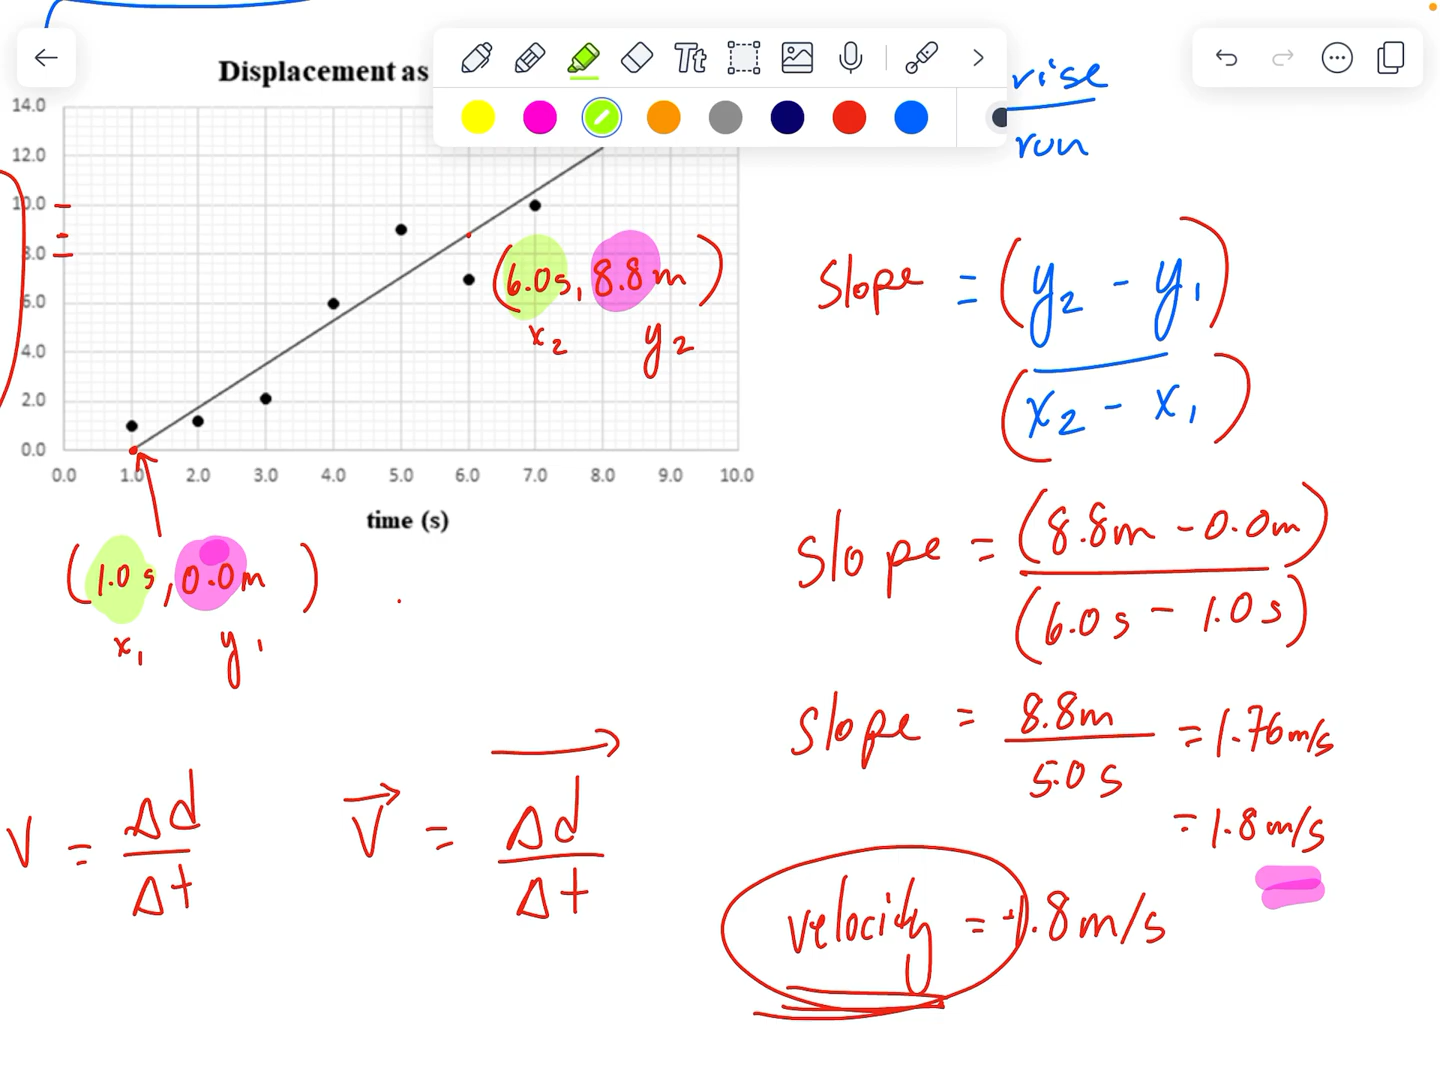 Displacement as
Tt
rise
run
14.0
12.0
10.0
8.0
6.0
4.0
2.0
0.0
0.0 1.0 2.0 3.0 4.0 5.0 6.0 7.0 8.0 9.0 10.0
time (s)
(6.0s, 8.8m)
x₂ y₂
(1.0s, 0.0m)
x₁ y₁
slope = (y₂ - y₁)
(x₂ - x₁)
slope = (8.8m - 0.0m)
(6.0s - 1.0s)
slope = 8.8m = 1.76m/s
5.0s
= 1.8m/s
V = Δd
Δt
V⃗ = Δd⃗
Δt
velocity = +1.8m/s